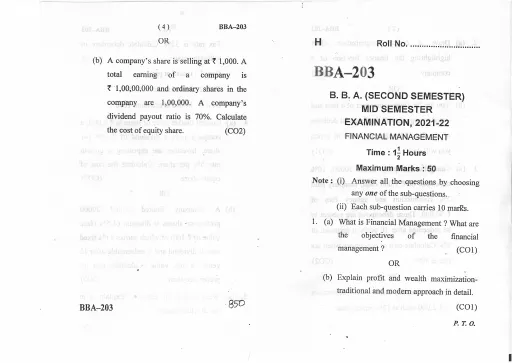 ( 4 ) BBA-203
OR
(b) A company's share is selling at ₹ 1,000. A
total earning of a company is
₹ 1,00,00,000 and ordinary shares in the
company are 1,00,000. A company's
dividend payout ratio is 70%. Calculate
the cost of equity share. (CO2)
BBA-203 850
H Roll No. ..............................
BBA-203
B. B. A. (SECOND SEMESTER)
MID SEMESTER
EXAMINATION, 2021-22
FINANCIAL MANAGEMENT
Time : 1½ Hours
Maximum Marks : 50
Note : (i) Answer all the questions by choosing
any one of the sub-questions.
(ii) Each sub-question carries 10 marks.
1. (a) What is Financial Management ? What are
the objectives of the financial
management ? (CO1)
OR
(b) Explain profit and wealth maximization-
traditional and modern approach in detail.
(CO1)
P. T. O.